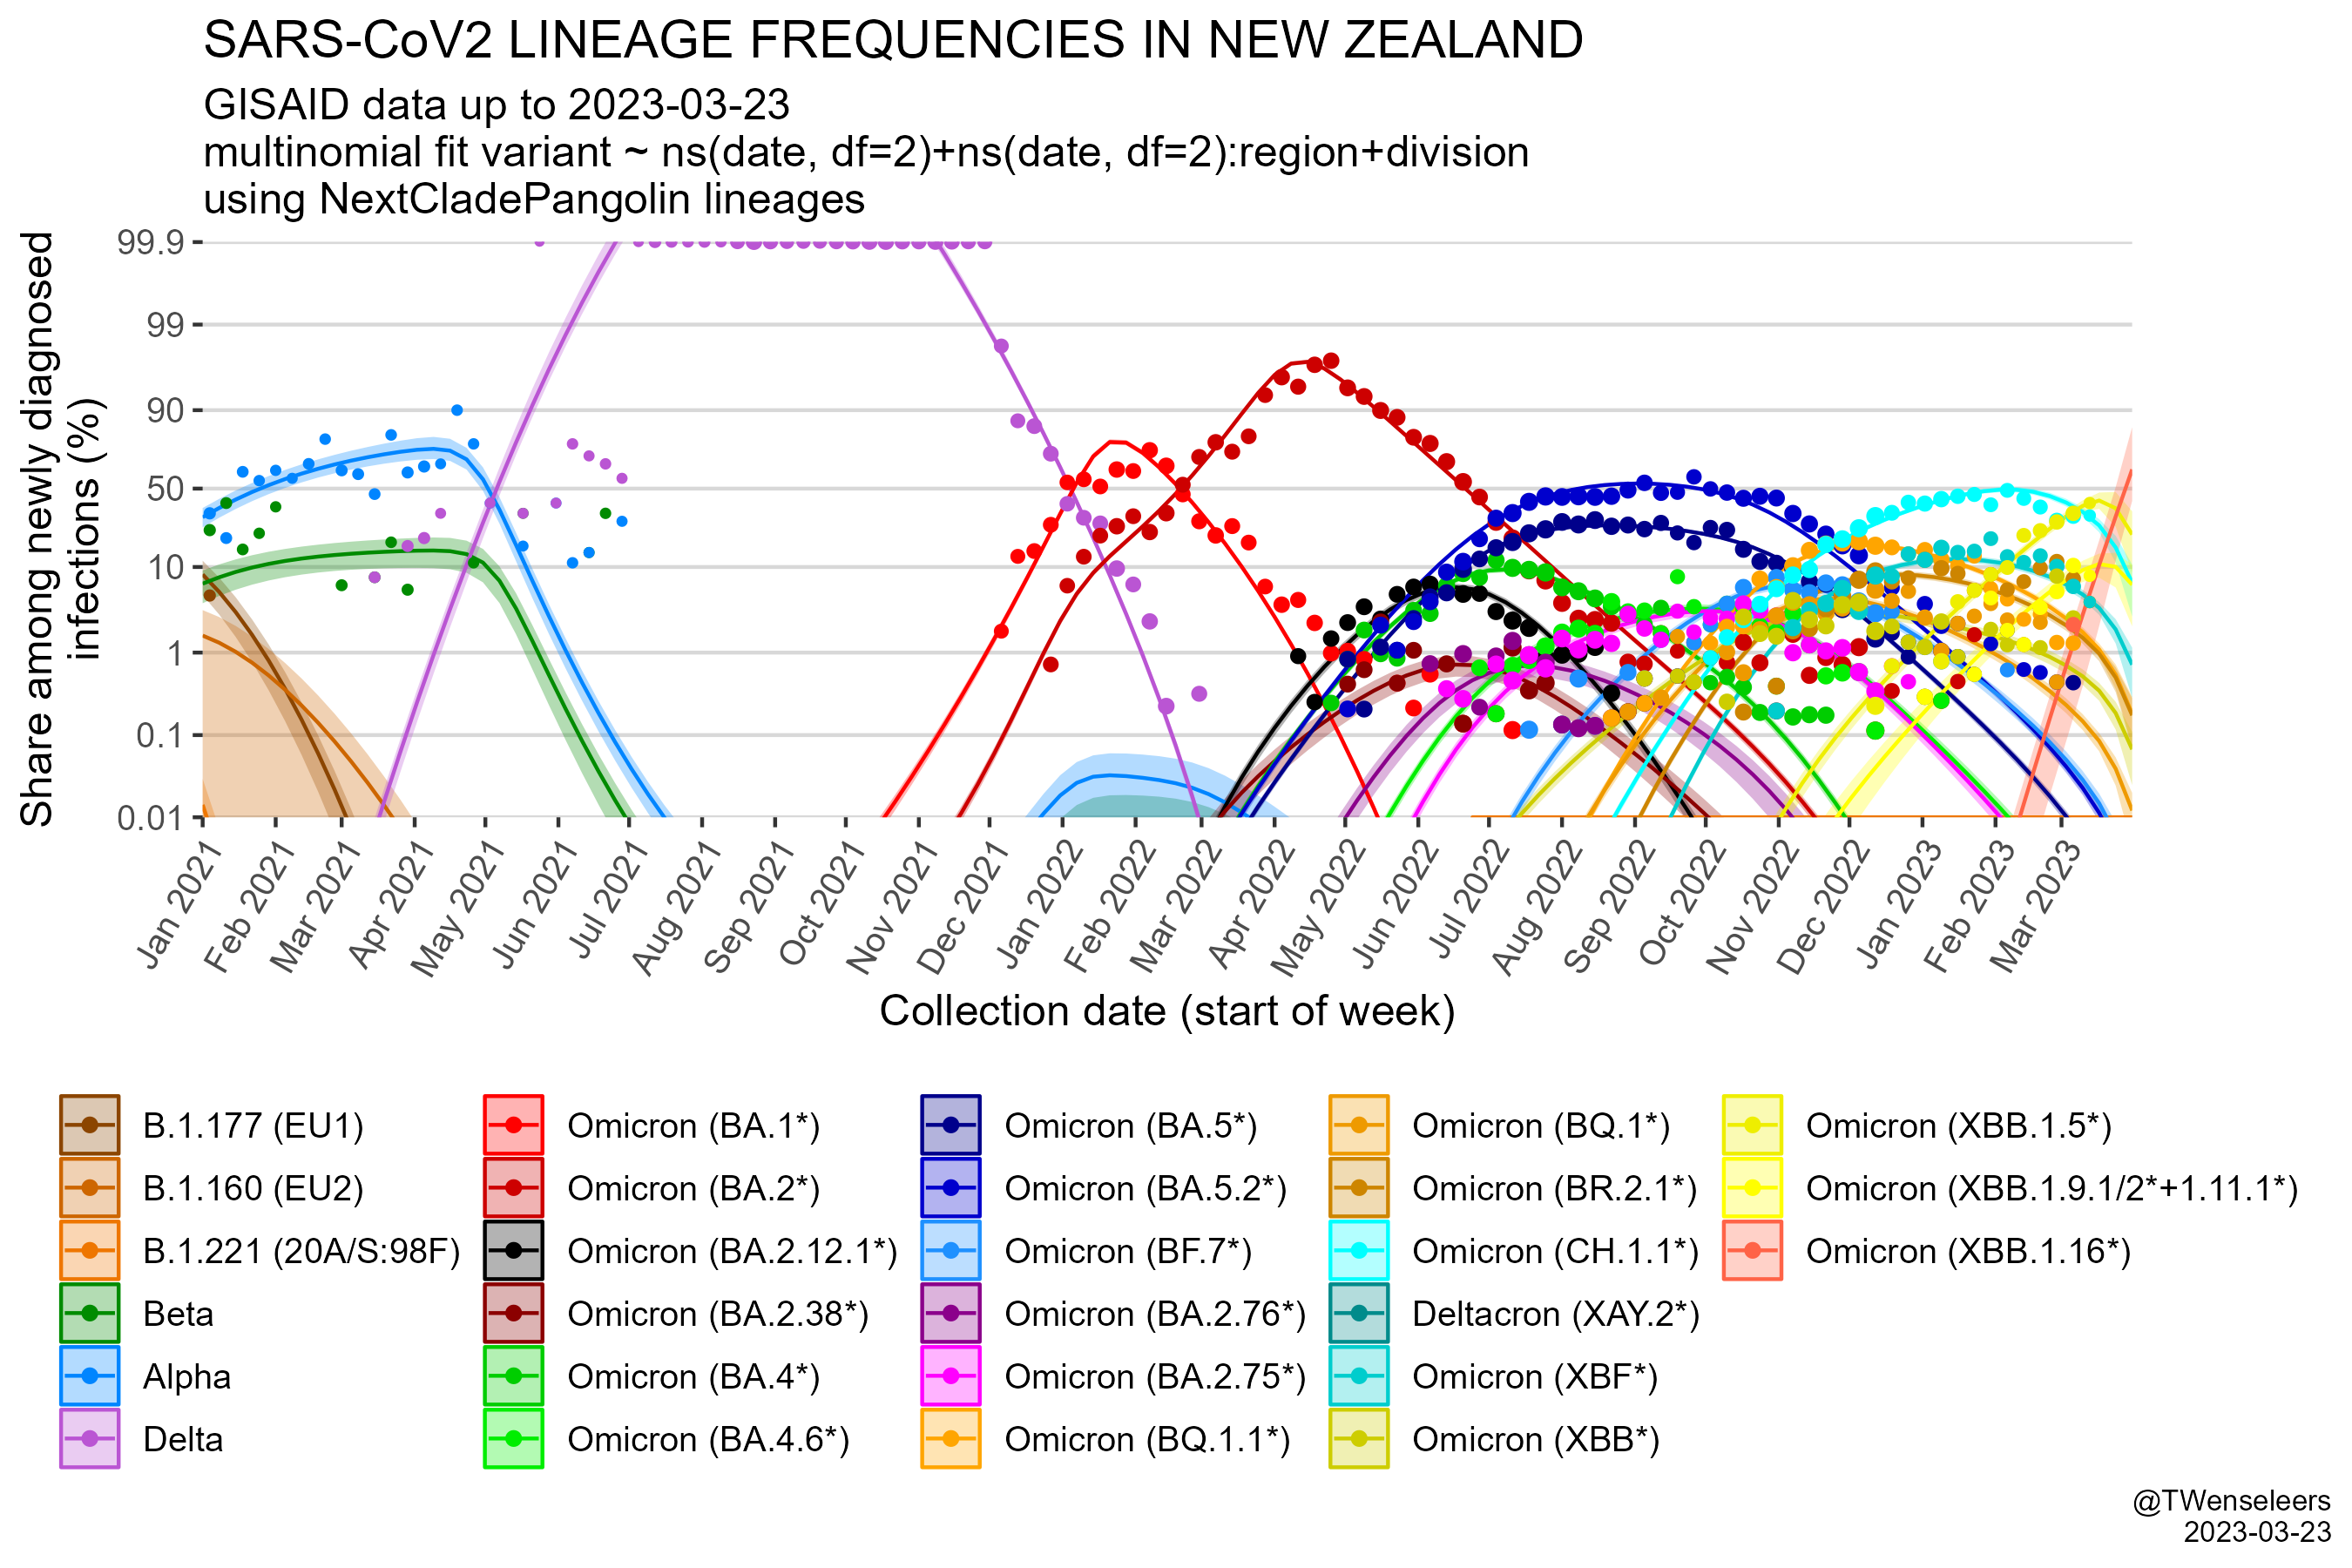 SARS-CoV2 LINEAGE FREQUENCIES IN NEW ZEALAND
GISAID data up to 2023-03-23
multinomial fit variant ~ ns(date, df=2)+ns(date, df=2):region+division
using NextCladePangolin lineages
Share among newly diagnosed
infections (%)
99.9
99
90
50
10
1
0.1
0.01
Jan 2021
Feb 2021
Mar 2021
Apr 2021
May 2021
Jun 2021
Jul 2021
Aug 2021
Sep 2021
Oct 2021
Nov 2021
Dec 2021
Jan 2022
Feb 2022
Mar 2022
Apr 2022
May 2022
Jun 2022
Jul 2022
Aug 2022
Sep 2022
Oct 2022
Nov 2022
Dec 2022
Jan 2023
Feb 2023
Mar 2023
Collection date (start of week)
B.1.177 (EU1)
B.1.160 (EU2)
B.1.221 (20A/S:98F)
Beta
Alpha
Delta
Omicron (BA.1*)
Omicron (BA.2*)
Omicron (BA.2.12.1*)
Omicron (BA.2.38*)
Omicron (BA.4*)
Omicron (BA.4.6*)
Omicron (BA.5*)
Omicron (BA.5.2*)
Omicron (BF.7*)
Omicron (BA.2.76*)
Omicron (BA.2.75*)
Omicron (BQ.1.1*)
Omicron (BQ.1*)
Omicron (BR.2.1*)
Omicron (CH.1.1*)
Deltacron (XAY.2*)
Omicron (XBF*)
Omicron (XBB*)
Omicron (XBB.1.5*)
Omicron (XBB.1.9.1/2*+1.11.1*)
Omicron (XBB.1.16*)
@TWenseleers
2023-03-23